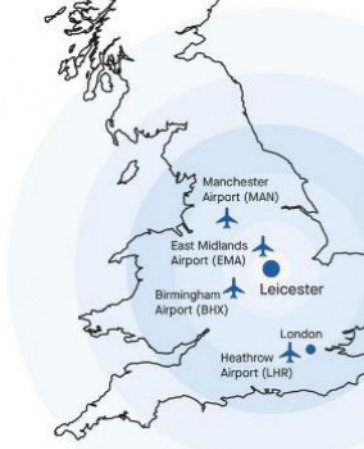 Manchester
Airport (MAN)
East Midlands
Airport (EMA)
Leicester
Birmingham
Airport (BHX)
London
Heathrow
Airport (LHR)